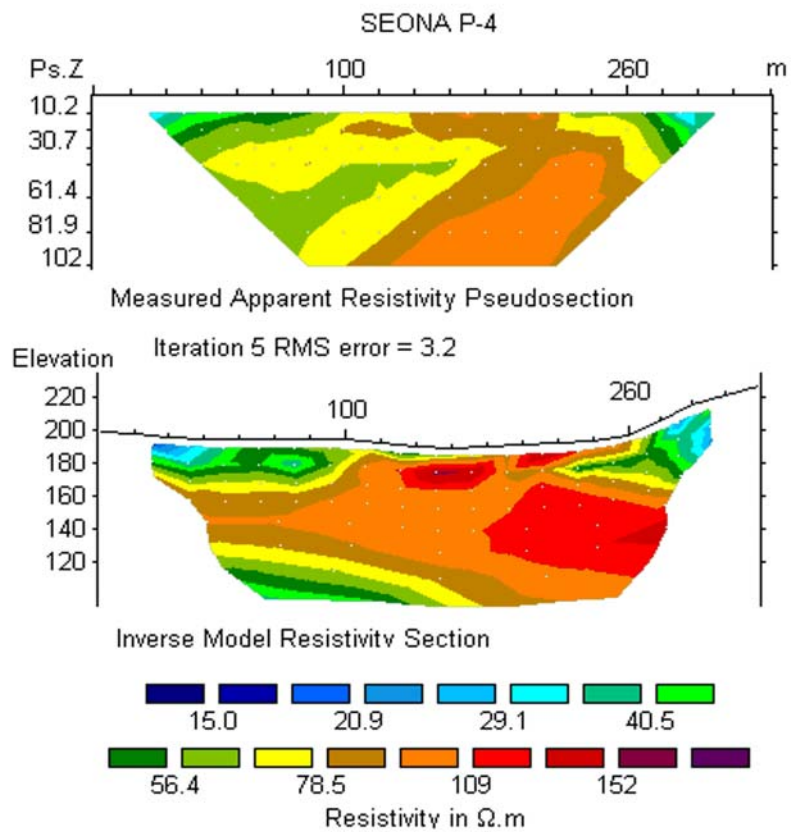 SEONA P-4
Ps.Z 100 260 m
10.2
30.7
61.4
81.9
102
Measured Apparent Resistivity Pseudosection
Iteration 5 RMS error = 3.2
Elevation
220
200
180
160
140
120
100
260
Inverse Model Resistivity Section
15.0 20.9 29.1 40.5
56.4 78.5 109 152
Resistivity in Ω.m